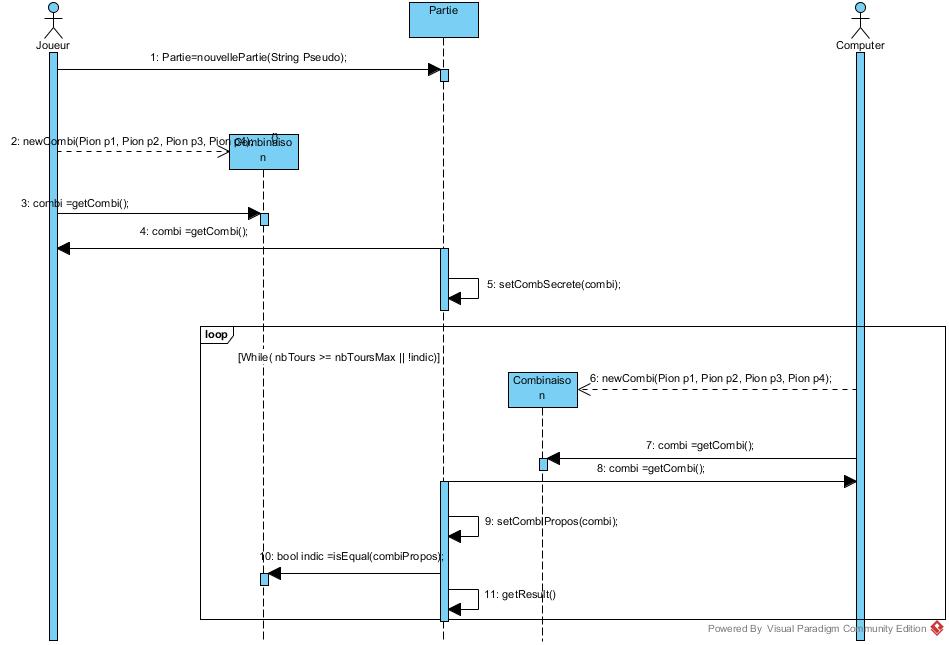 Partie
Joueur
Computer
1: Partie=nouvellePartie(String Pseudo);
2: newCombi(Pion p1, Pion p2, Pion p3, Pion p4);
Combinaiso
n
3: combi =getCombi();
4: combi =getCombi();
5: setCombSecrete(combi);
loop
[While( nbTours >= nbToursMax || !indic)]
Combinaiso
n
6: newCombi(Pion p1, Pion p2, Pion p3, Pion p4);
7: combi =getCombi();
8: combi =getCombi();
9: setCombiPropos(combi);
10: bool indic =isEqual(combiPropos);
11: getResult()
Powered By Visual Paradigm Community Edition